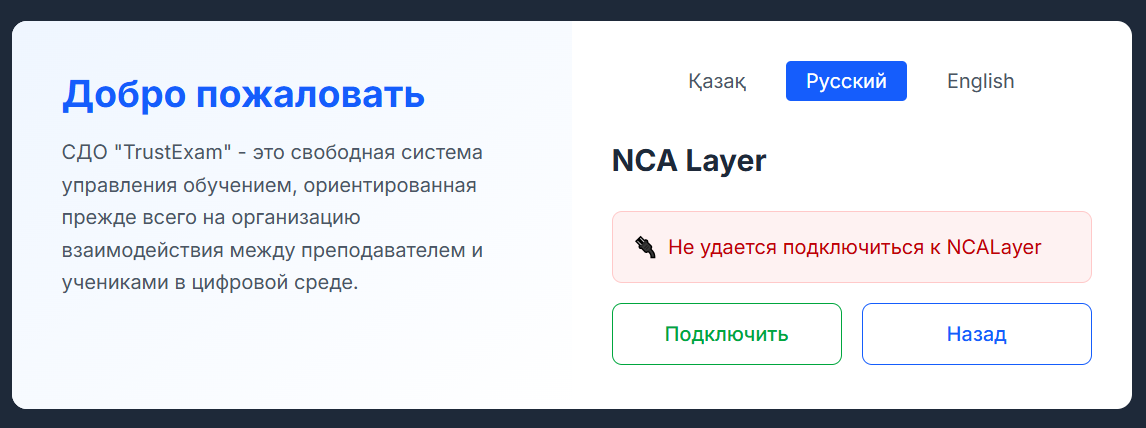 Добро пожаловать
СДО "TrustExam" - это свободная система
управления обучением, ориентированная
прежде всего на организацию
взаимодействия между преподавателем и
учениками в цифровой среде.
Қазақ Русский English
NCA Layer
Не удается подключиться к NCALayer
Подключить Назад